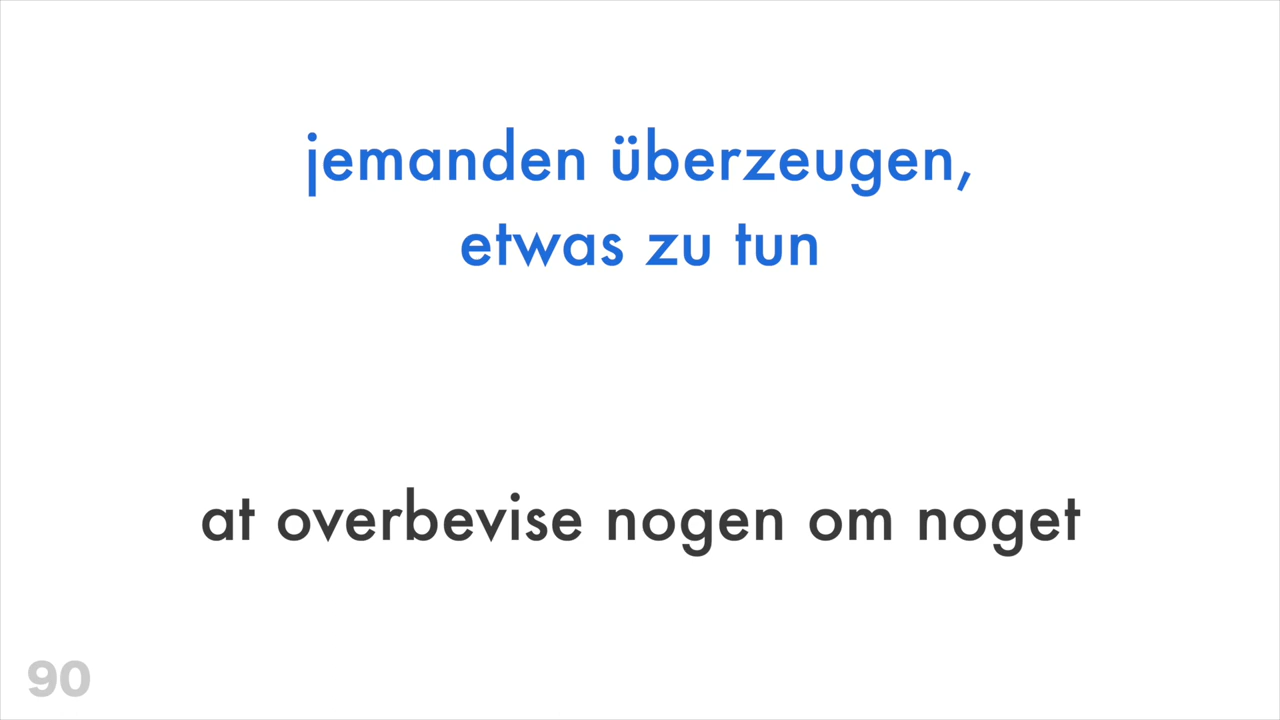 jemanden überzeugen,
etwas zu tun
at overbevise nogen om noget
90